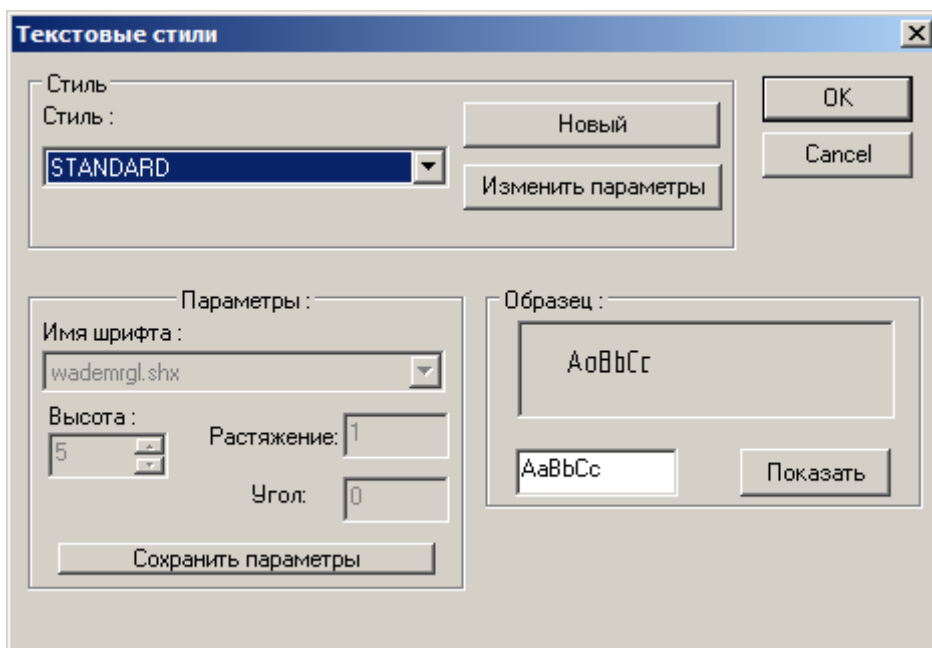 Текстовые стили
Стиль
Стиль :
STANDARD
Новый
Изменить параметры
OK
Cancel
Параметры :
Имя шрифта :
wademrgl.shx
Высота :
5
Растяжение: 1
Угол: 0
Сохранить параметры
Образец :
AaBbCc
AaBbCc
Показать